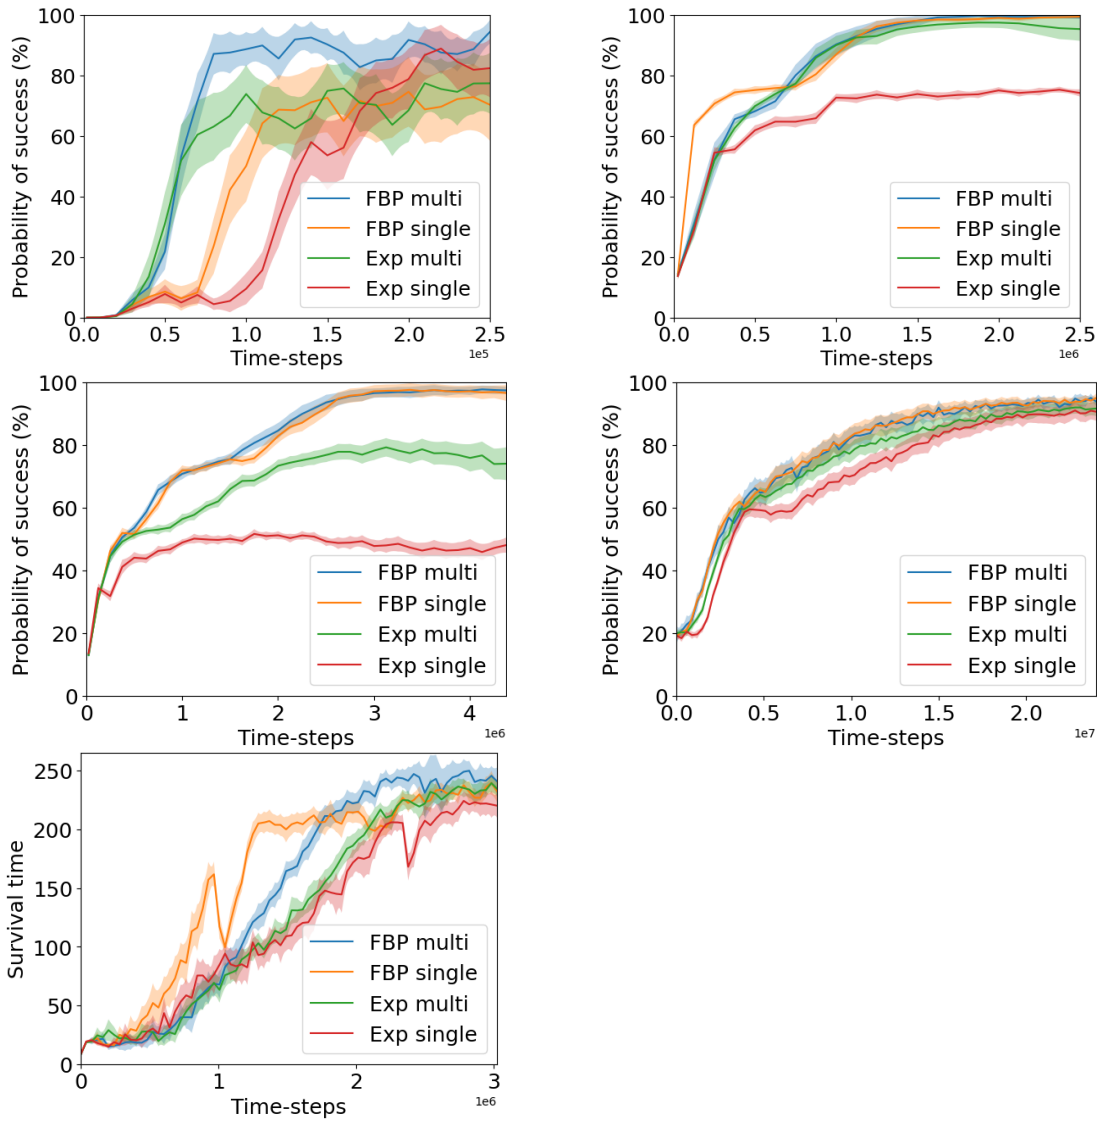 Probability of success (%)
100
80
60
40
20
0
FBP multi
FBP single
Exp multi
Exp single
0.0 0.5 1.0 1.5 2.0 2.5
Time-steps
1e5
Probability of success (%)
100
80
60
40
20
0
FBP multi
FBP single
Exp multi
Exp single
0.0 0.5 1.0 1.5 2.0 2.5
Time-steps
1e6
Probability of success (%)
100
80
60
40
20
0
FBP multi
FBP single
Exp multi
Exp single
0 1 2 3 4
Time-steps
1e6
Probability of success (%)
100
80
60
40
20
0
FBP multi
FBP single
Exp multi
Exp single
0.0 0.5 1.0 1.5 2.0
Time-steps
1e7
Survival time
250
200
150
100
50
0
FBP multi
FBP single
Exp multi
Exp single
0 1 2 3
Time-steps
1e6